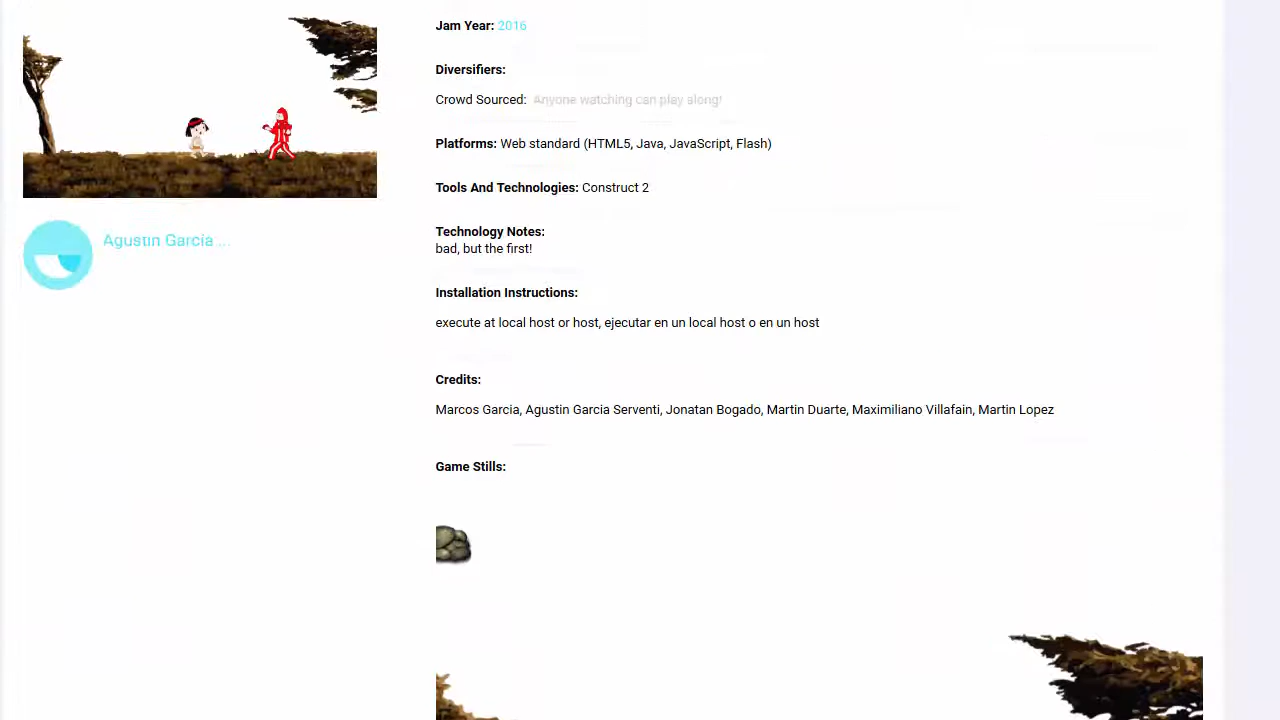 Jam Year: 2016
Diversifiers:
Crowd Sourced: Anyone watching can play along!
Platforms: Web standard (HTML5, Java, JavaScript, Flash)
Tools And Technologies: Construct 2
Agustin García ...
Technology Notes:
bad, but the first!
Installation Instructions:
execute at local host or host, ejecutar en un local host o en un host
Credits:
Marcos Garcia, Agustin Garcia Serventi, Jonatan Bogado, Martin Duarte, Maximiliano Villafain, Martin Lopez
Game Stills: